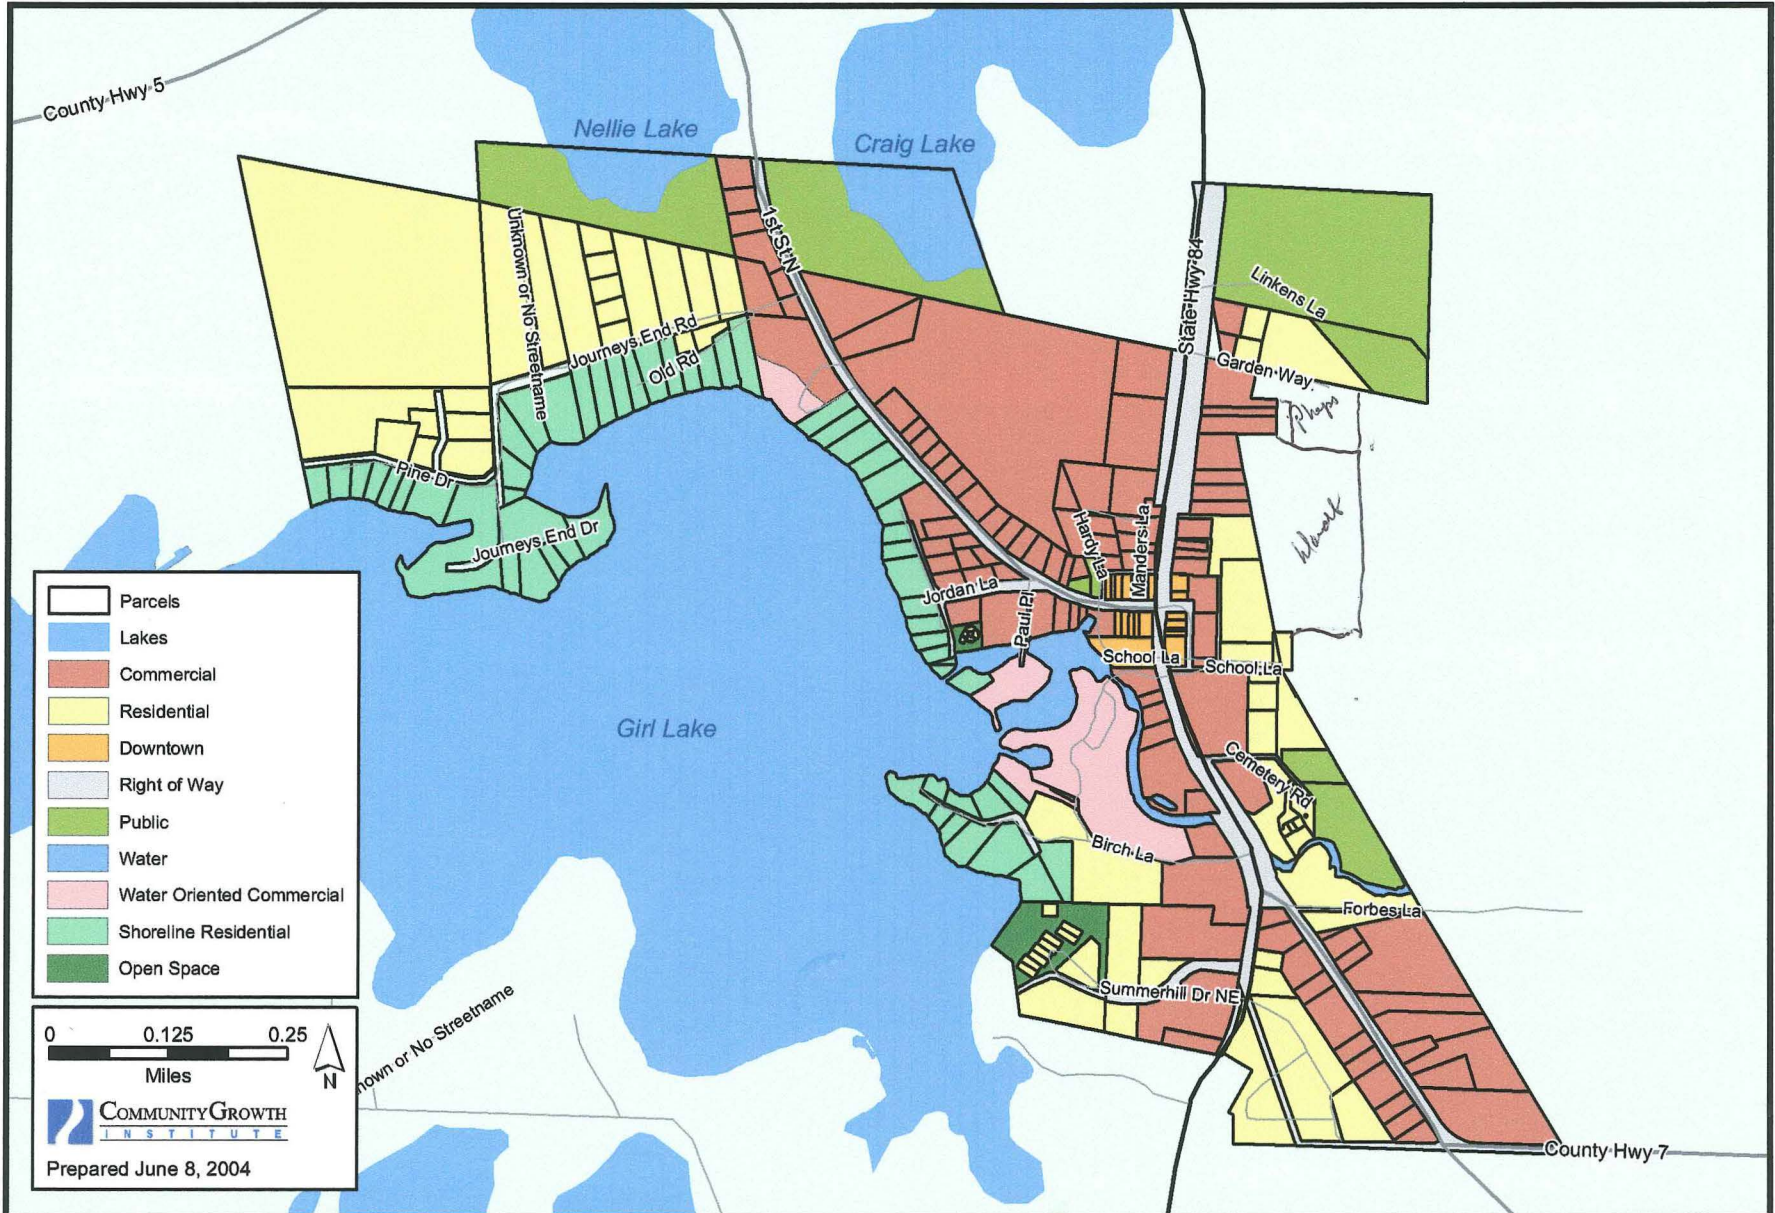 County Hwy 5
Nellie Lake
Craig Lake
Unknown or No Streetname
1st St N
State Hwy 84
Linkens La
Journeys End Rd
Old Rd
Garden Way
Pine Dr
Journeys End Dr
Hardy La
Manders La
Jordan La
Paul Pl
School La
School La
Girl Lake
Cemetery Rd
Birch La
Forbes La
Summerhill Dr NE
County Hwy 7
nown or No Streetname
Parcels
Lakes
Commercial
Residential
Downtown
Right of Way
Public
Water
Water Oriented Commercial
Shoreline Residential
Open Space
0 0.125 0.25
Miles
N
COMMUNITY GROWTH
INSTITUTE
Prepared June 8, 2004